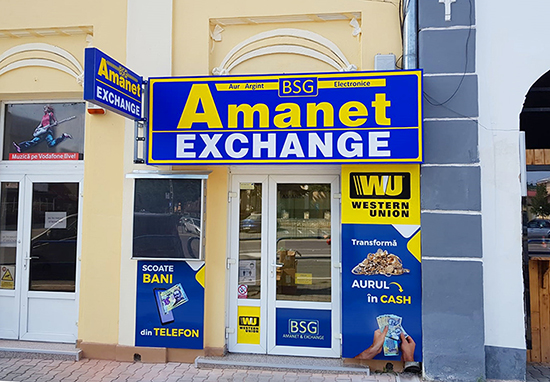 BSG
Amanet
EXCHANGE
Aur Argint BSG Electronice
Amanet
EXCHANGE
Muzică pe Vodafone live!
WU
WESTERN
UNION
SCOATE
BANI
din TELEFON
Transformă
AURUL
în CASH
WESTERN
UNION
BSG
AMANET & EXCHANGE